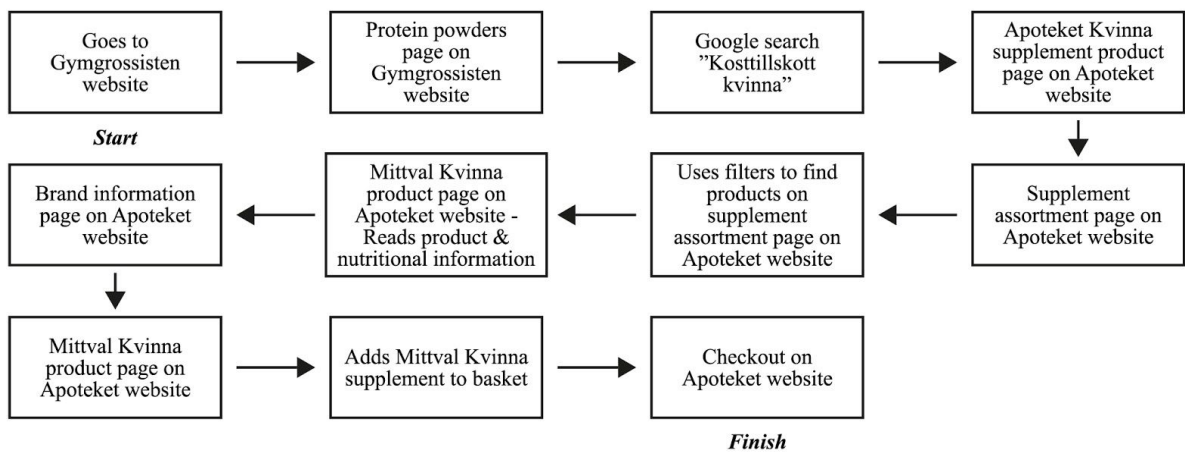 Goes to
Gymgrossisten
website
Protein powders
page on
Gymgrossisten
website
Google search
”Kosttillskott
kvinna”
Apoteket Kvinna
supplement product
page on Apoteket
website
Start
Supplement
assortment page on
Apoteket website
Uses filters to find
products on
supplement
assortment page on
Apoteket website
Mittval Kvinna
product page on
Apoteket website -
Reads product &
nutritional information
Brand information
page on Apoteket
website
Mittval Kvinna
product page on
Apoteket website
Adds Mittval Kvinna
supplement to basket
Checkout on
Apoteket website
Finish